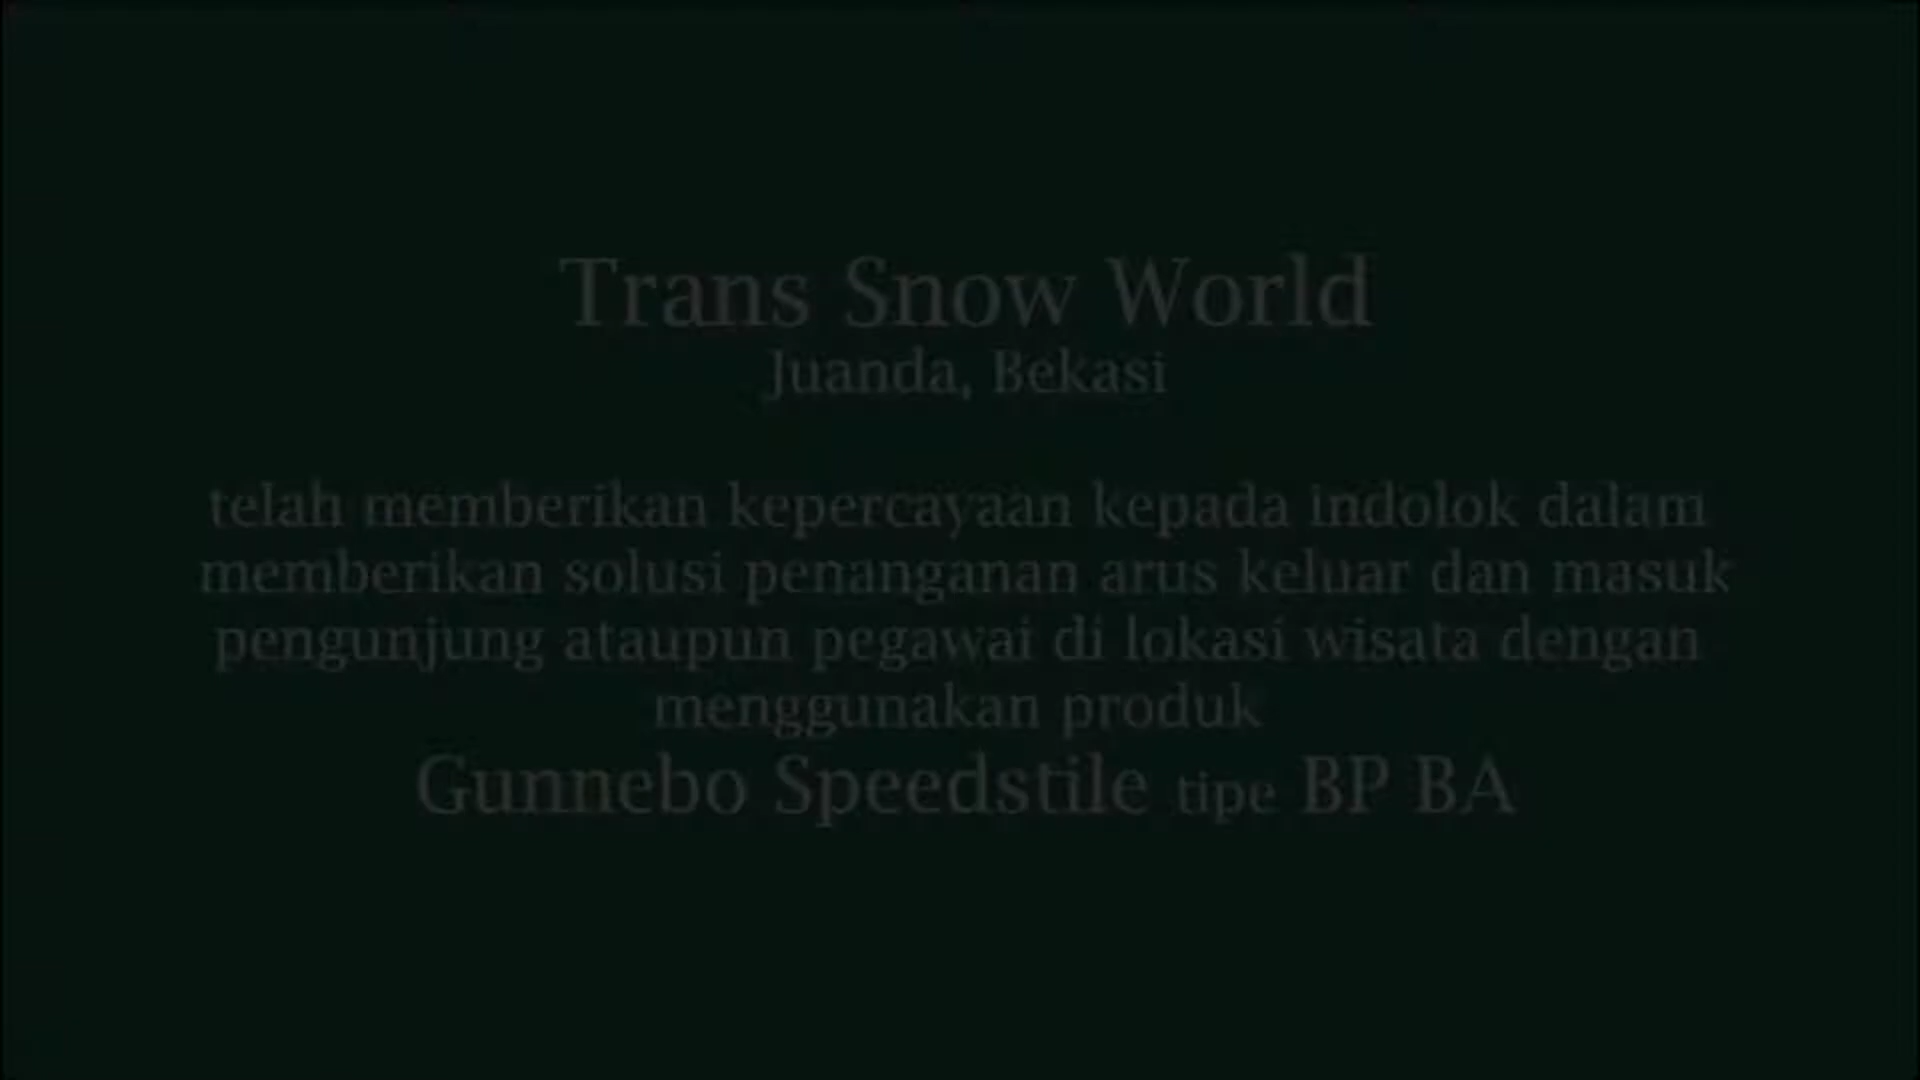 Trans Snow World
Juanda, Bekasi
telah memberikan kepercayaan kepada indolok dalam
memberikan solusi penanganan arus keluar dan masuk
pengunjung ataupun pegawai di lokasi wisata dengan
menggunakan produk
Gunnebo Speedstile tipe BP BA